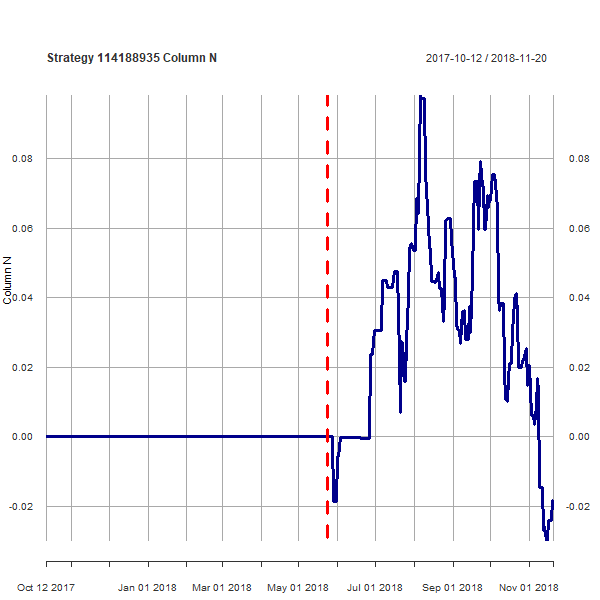 Strategy 114188935 Column N
2017-10-12 / 2018-11-20
0.08
0.08
0.06
0.06
Column N
0.04
0.04
0.02
0.02
0.00
0.00
-0.02
-0.02
Oct 12 2017
Jan 01 2018
Mar 01 2018
May 01 2018
Jul 01 2018
Sep 01 2018
Nov 01 2018